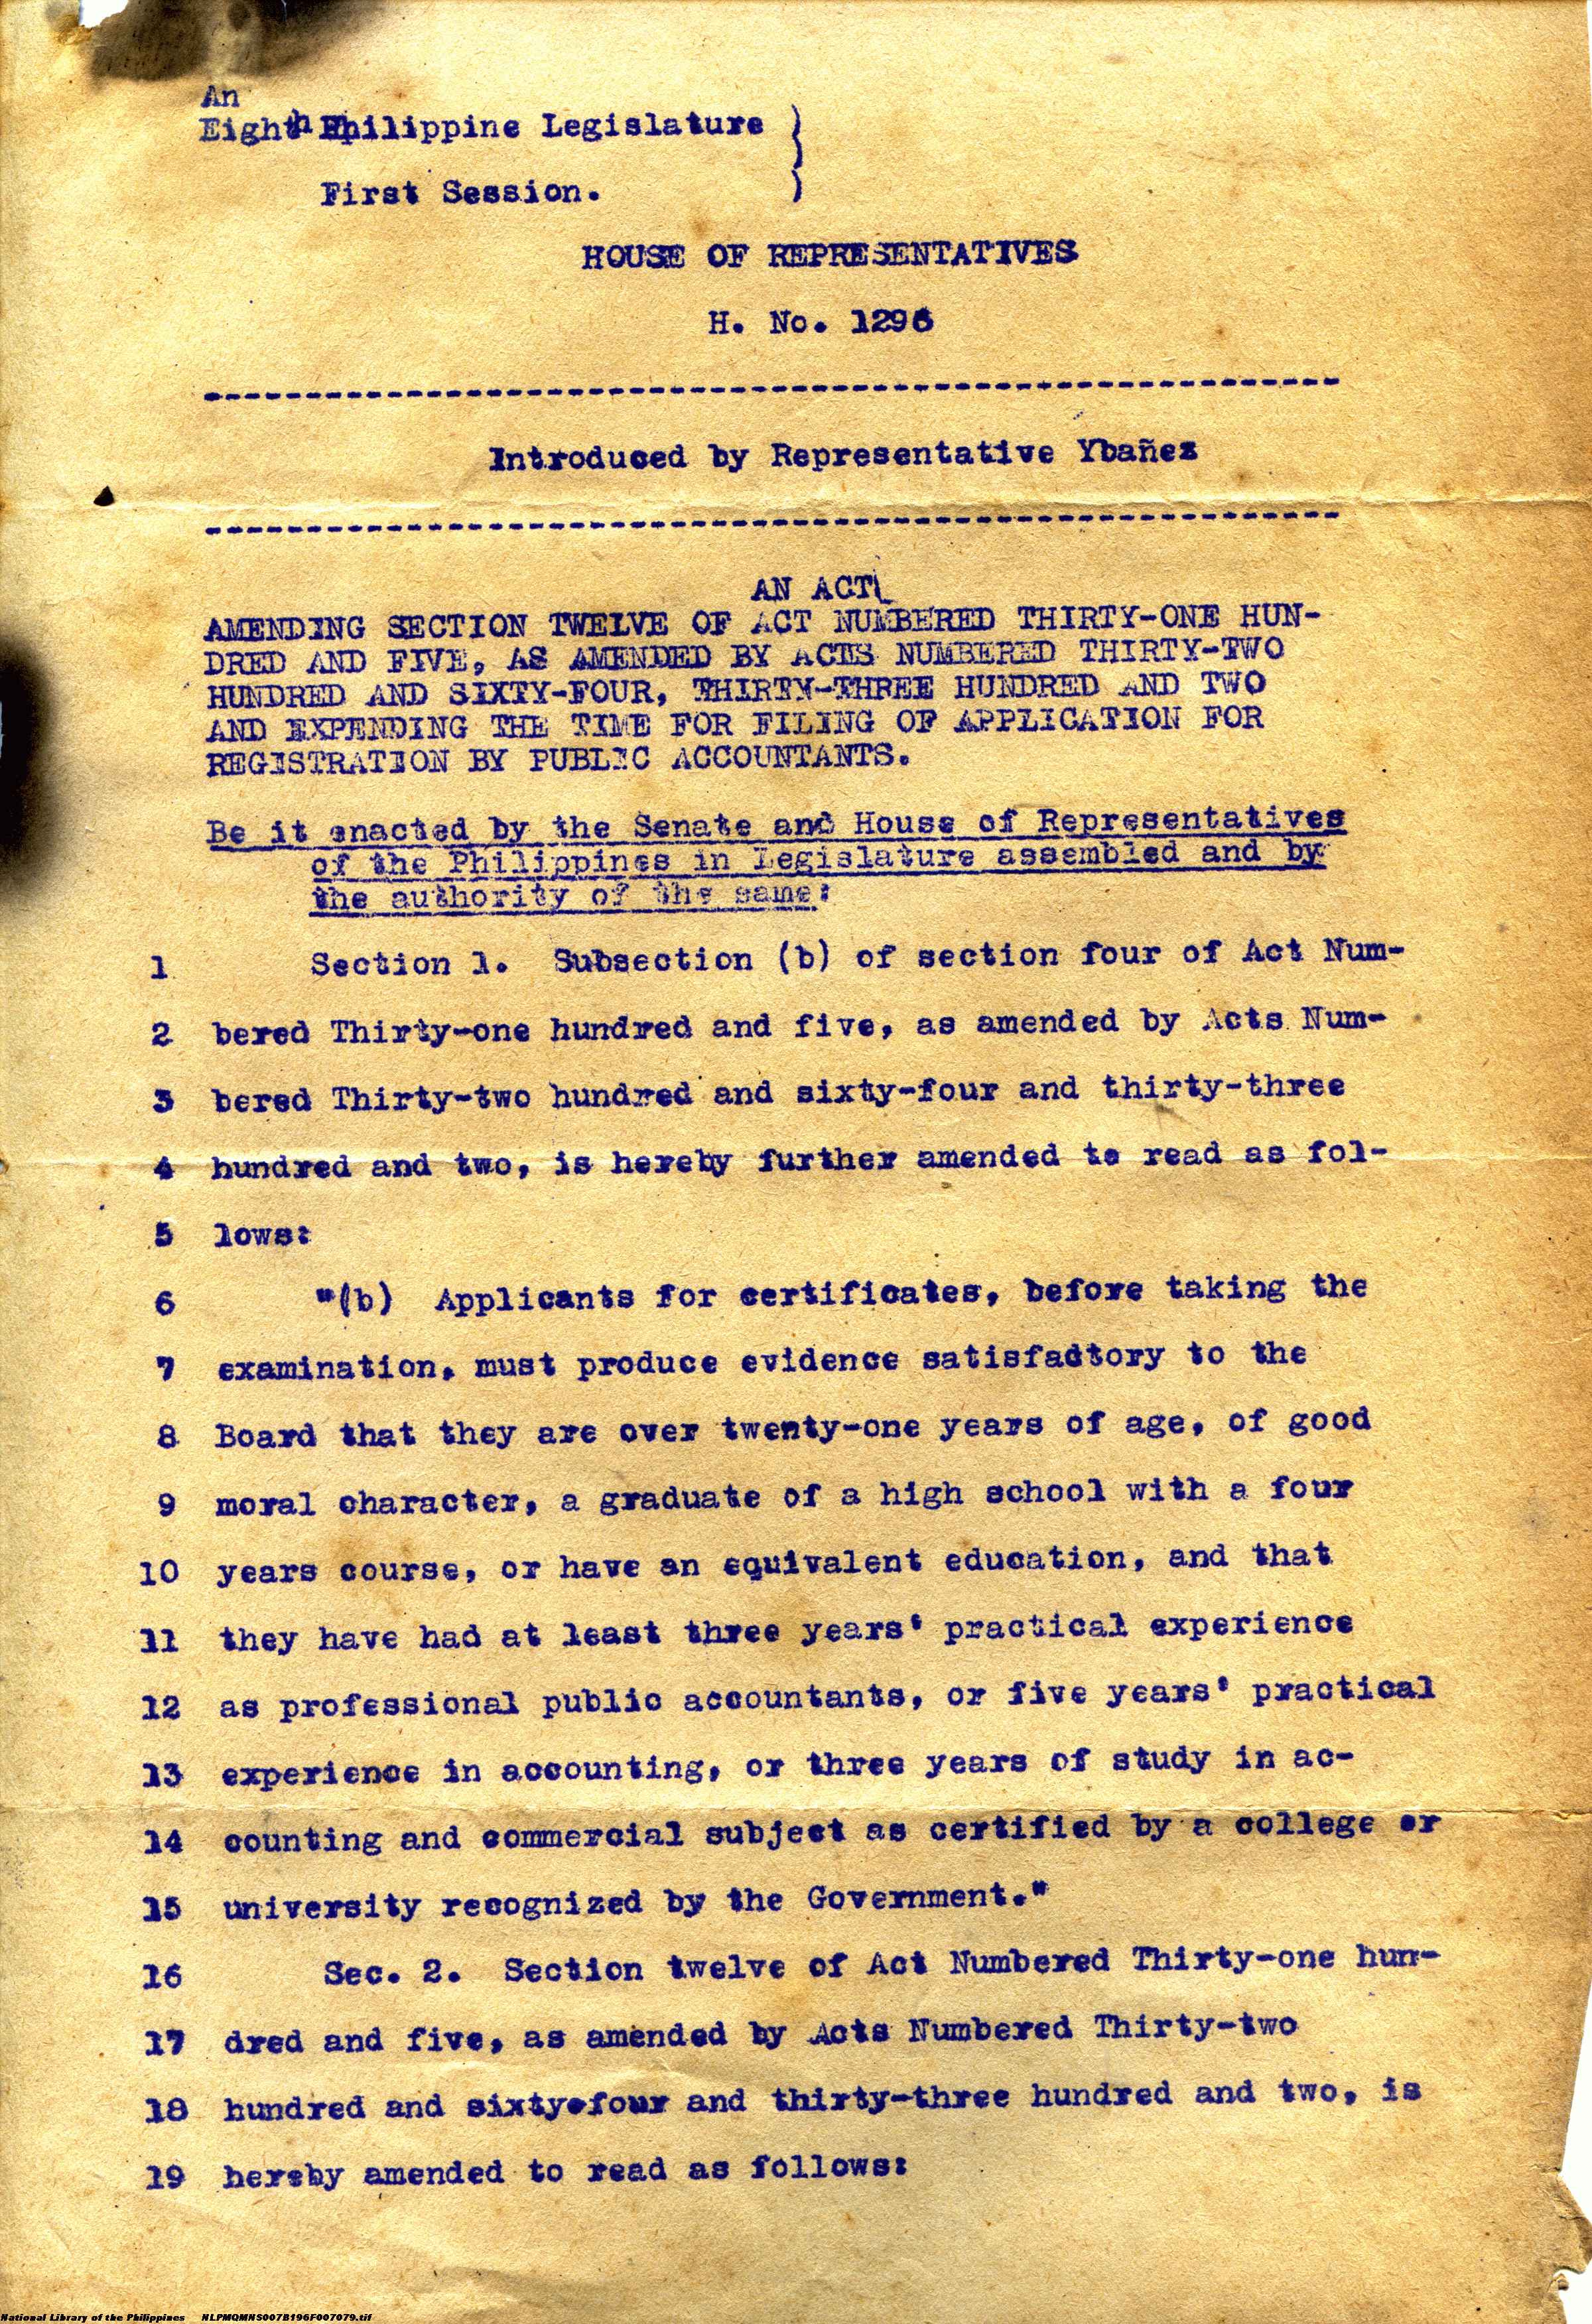 An
Eighth Philippine Legislature
First Session.
HOUSE OF REPRESENTATIVES
H. No. 1296
Introduced by Representative Ybañez
AN ACT
AMENDING SECTION TWELVE OF ACT NUMBERED THIRTY-ONE HUN-
DRED AND FIVE, AS AMENDED BY ACTS NUMBERED THIRTY-TWO
HUNDRED AND SIXTY-FOUR, THIRTY-THREE HUNDRED AND TWO
AND EXPENDING THE TIME FOR FILING OF APPLICATION FOR
REGISTRATION BY PUBLIC ACCOUNTANTS.
Be it enacted by the Senate and House of Representatives
of the Philippines in Legislature assembled and by
the authority of the same:
1 Section 1. Subsection (b) of section four of Act Num-
2 bered Thirty-one hundred and five, as amended by Acts Num-
3 bered Thirty-two hundred and sixty-four and thirty-three
4 hundred and two, is hereby further amended to read as fol-
5 lows:
6 "(b) Applicants for certificates, before taking the
7 examination, must produce evidence satisfactory to the
8 Board that they are over twenty-one years of age, of good
9 moral character, a graduate of a high school with a four
10 years course, or have an equivalent education, and that
11 they have had at least three years' practical experience
12 as professional public accountants, or five years' practical
13 experience in accounting, or three years of study in ac-
14 counting and commercial subject as certified by a college or
15 university recognized by the Government."
16 Sec. 2. Section twelve of Act Numbered Thirty-one hun-
17 dred and five, as amended by Acts Numbered Thirty-two
18 hundred and sixty-four and thirty-three hundred and two, is
19 hereby amended to read as follows:
National Library of the Philippines NLPMQMNS007B196F007079.tif